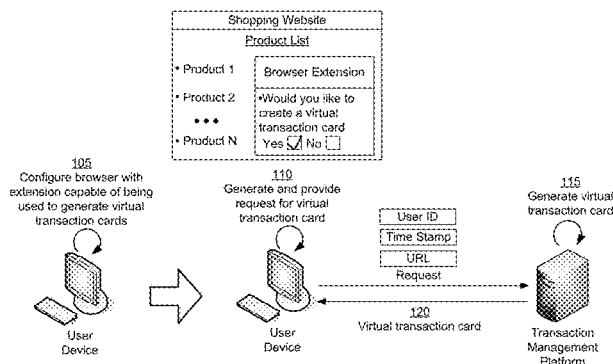 Shopping Website
Product List
• Product 1
Browser Extension
• Product 2
•Would you like to
create a virtual
transaction card
•••
• Product N
Yes No
105
Configure browser with
extension capable of being
used to generate virtual
transaction cards
110
Generate and provide
request for virtual
transaction card
115
Generate virtual
transaction card
User ID
Time Stamp
URL
Request
120
Virtual transaction card
User
Device
User
Device
Transaction
Management
Platform